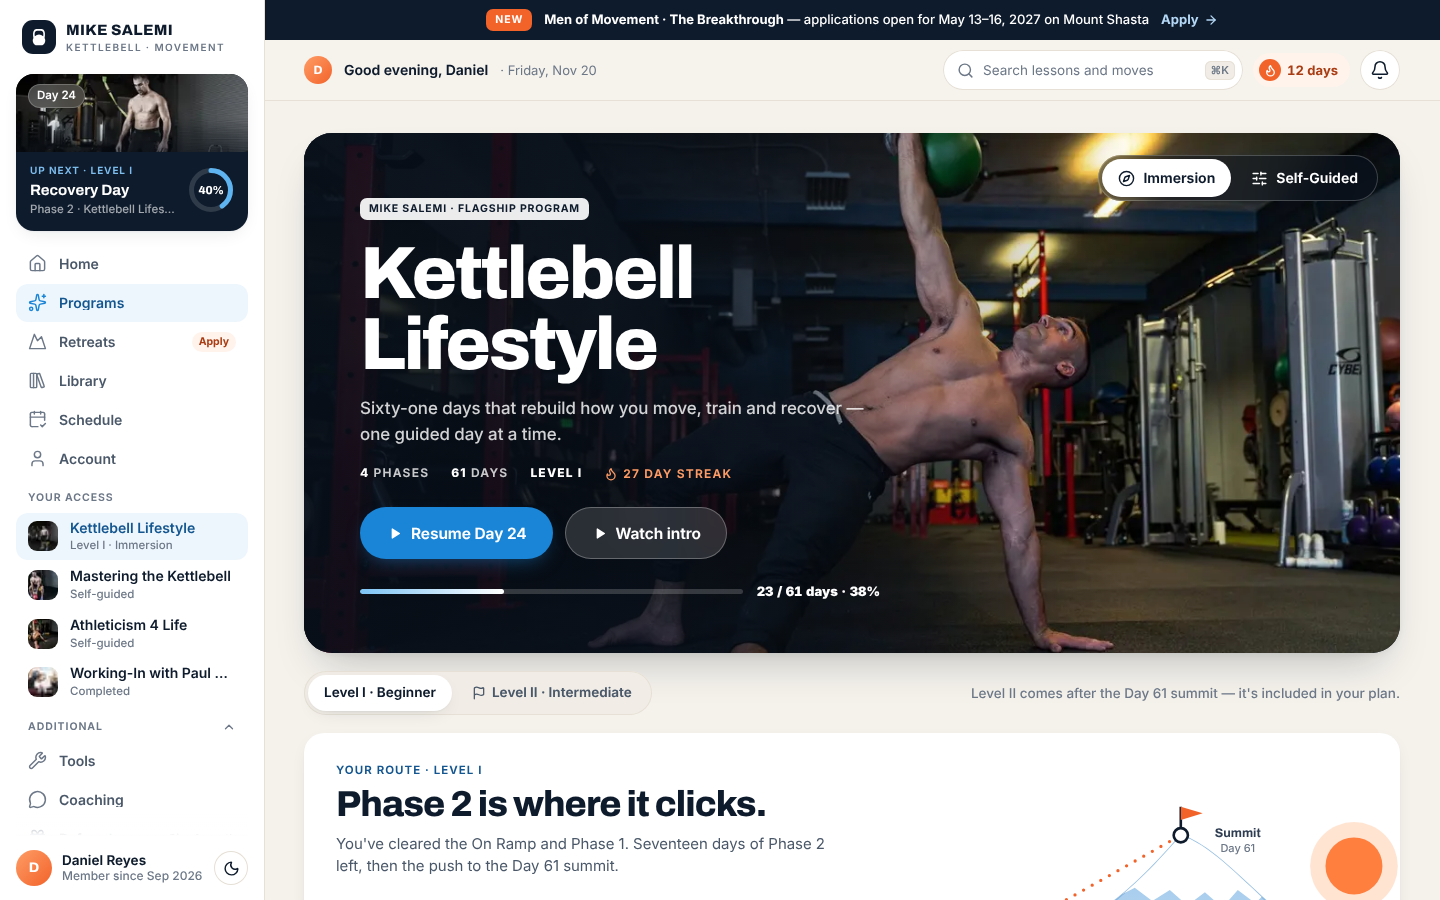 MIKE SALEMI
KETTLEBELL · MOVEMENT
Day 24
UP NEXT · LEVEL I
Recovery Day
Phase 2 · Kettlebell Lifes...
40%
Home
Programs
Retreats
Apply
Library
Schedule
Account
YOUR ACCESS
Kettlebell Lifestyle
Level I · Immersion
Mastering the Kettlebell
Self-guided
Athleticism 4 Life
Self-guided
Working-In with Paul ...
Completed
ADDITIONAL
Tools
Coaching
D
Daniel Reyes
Member since Sep 2026
NEW Men of Movement · The Breakthrough — applications open for May 13–16, 2027 on Mount Shasta Apply →
D Good evening, Daniel · Friday, Nov 20
Search lessons and moves ⌘K
12 days
Immersion
Self-Guided
MIKE SALEMI · FLAGSHIP PROGRAM
Kettlebell
Lifestyle
Sixty-one days that rebuild how you move, train and recover —
one guided day at a time.
4 PHASES 61 DAYS LEVEL I 27 DAY STREAK
Resume Day 24
Watch intro
23 / 61 days · 38%
CYBE
Level I · Beginner
Level II · Intermediate
Level II comes after the Day 61 summit — it's included in your plan.
YOUR ROUTE · LEVEL I
Phase 2 is where it clicks.
You've cleared the On Ramp and Phase 1. Seventeen days of Phase 2
left, then the push to the Day 61 summit.
Summit
Day 61